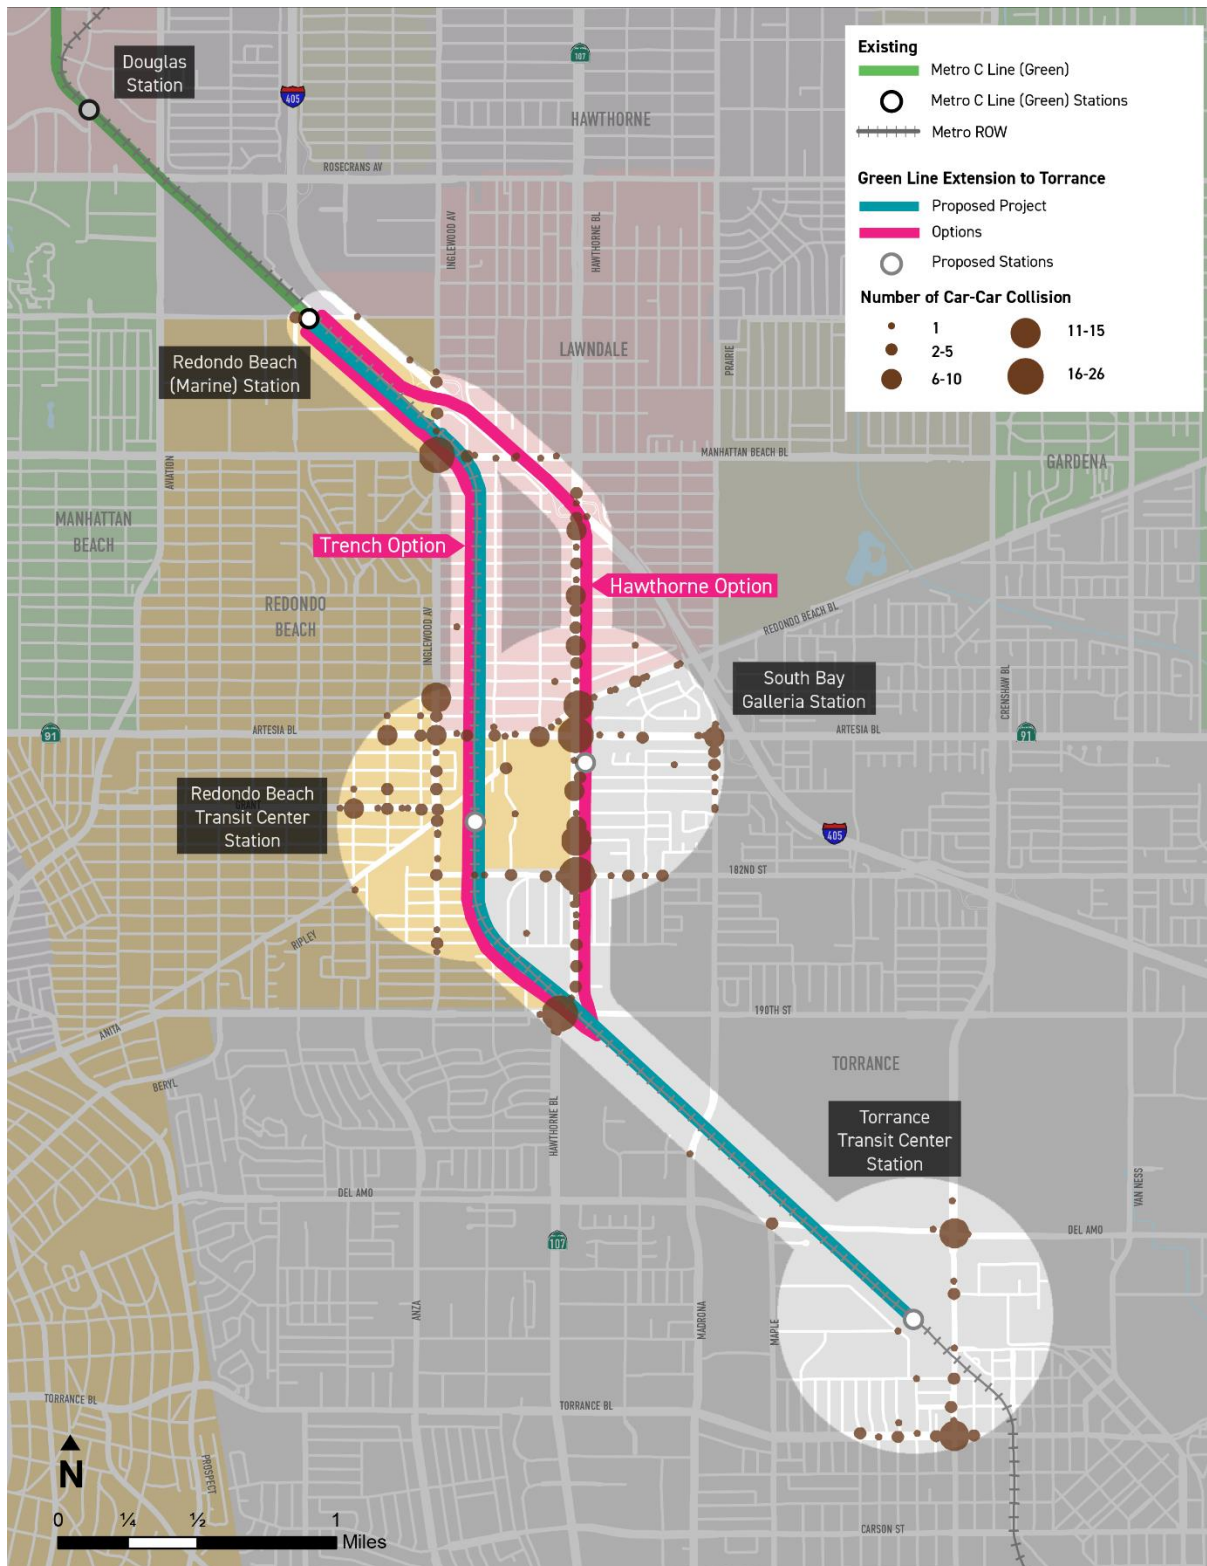 Douglas
Station
405
107
HAWTHORNE
ROSECRANS AV
INGLEWOOD AV
HAWTHORNE BL
Existing
Metro C Line (Green)
Metro C Line (Green) Stations
Metro ROW
Green Line Extension to Torrance
Proposed Project
Options
Proposed Stations
Number of Car-Car Collision
1
2-5
6-10
11-15
16-26
Redondo Beach
(Marine) Station
LAWNDALE
PRAIRIE
AVIATION
MANHATTAN BEACH BL
GARDENA
MANHATTAN
BEACH
Trench Option
Hawthorne Option
REDONDO
BEACH
INGLEWOOD AV
REDONDO BEACH BL
South Bay
Galleria Station
CRENSHAW BL
91
ARTESIA BL
ARTESIA BL
91
Redondo Beach
Transit Center
Station
GRANT
405
182ND ST
RIPLEY
ANITA
190TH ST
BERYL
TORRANCE
HAWTHORNE BL
Torrance
Transit Center
Station
DEL AMO
VAN NESS
DEL AMO
107
ANZA
MADRONA
MAPLE
TORRANCE BL
TORRANCE BL
PROSPECT
N
0
¼
½
1
Miles
CARSON ST